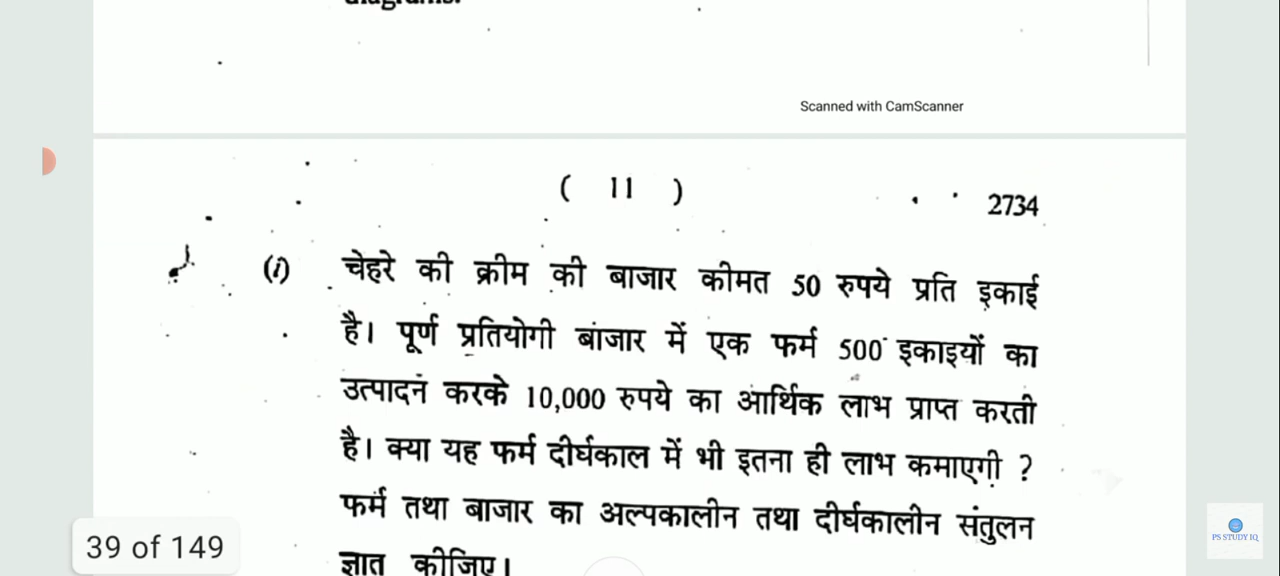 diagrams.
Scanned with CamScanner
( 11 )
2734
(i) चेहरे की क्रीम की बाजार कीमत 50 रुपये प्रति इकाई
है। पूर्ण प्रतियोगी बाजार में एक फर्म 500 इकाइयों का
उत्पादन करके 10,000 रुपये का आर्थिक लाभ प्राप्त करती
है। क्या यह फर्म दीर्घकाल में भी इतना ही लाभ कमाएगी ?
फर्म तथा बाजार का अल्पकालीन तथा दीर्घकालीन संतुलन
ज्ञात कीजिए।
39 of 149
PS STUDY IQ